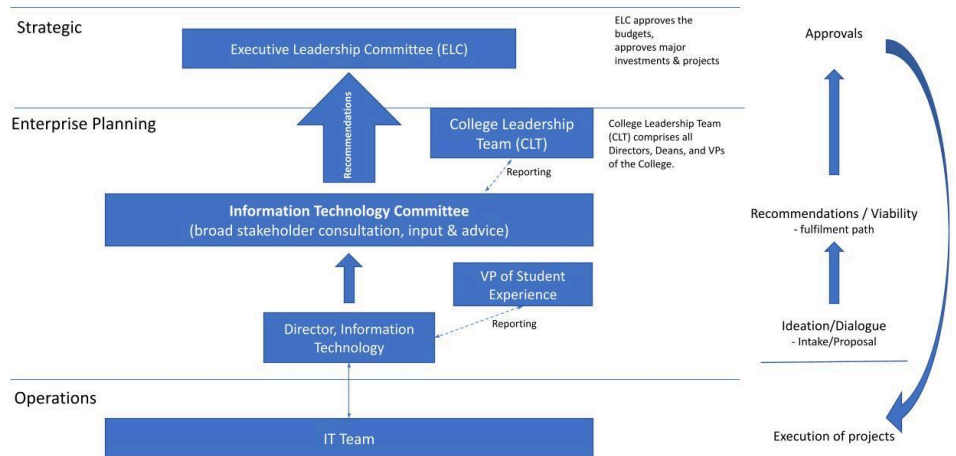 Strategic
Executive Leadership Committee (ELC)
ELC approves the
budgets,
approves major
investments & projects
Approvals
Recommendations
Enterprise Planning
College Leadership
Team (CLT)
College Leadership Team
(CLT) comprises all
Directors, Deans, and VPs
of the College.
Reporting
Information Technology Committee
(broad stakeholder consultation, input & advice)
Recommendations / Viability
- fulfilment path
VP of Student
Experience
Reporting
Director, Information
Technology
Ideation/Dialogue
- Intake/Proposal
Operations
IT Team
Execution of projects